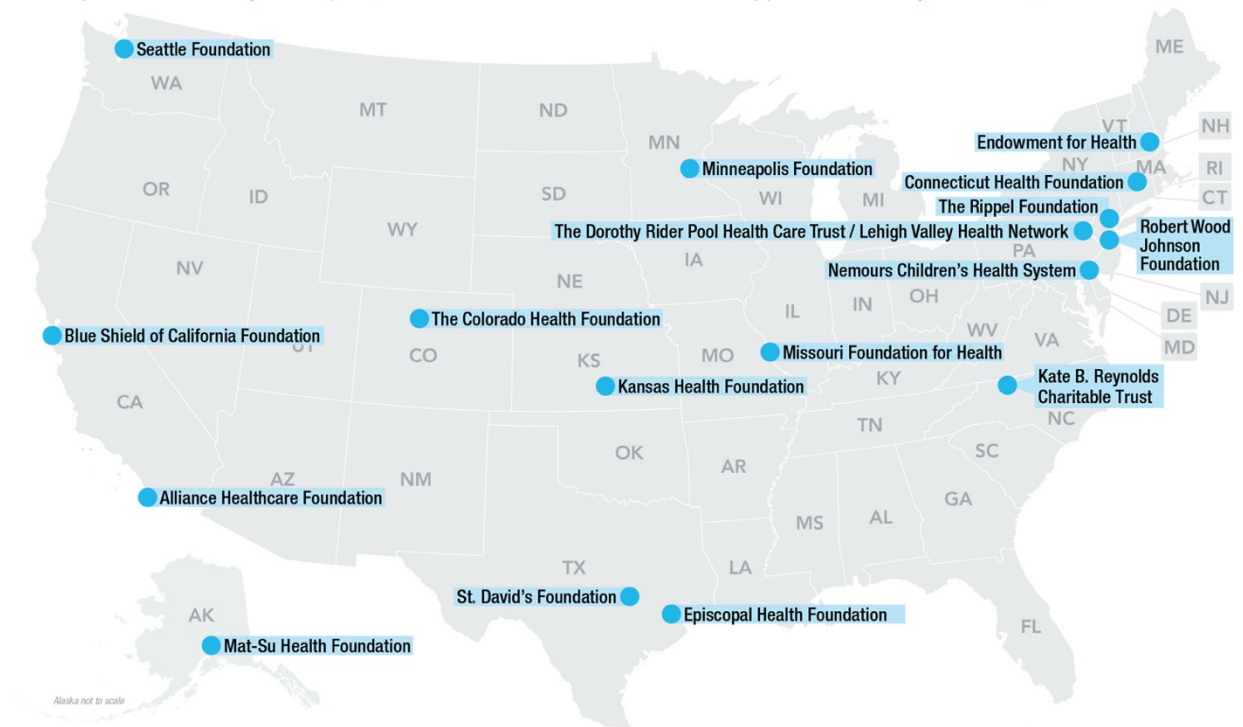 Seattle Foundation
WA
ME
MT
ND
VT
NH
MN
Endowment for Health
Minneapolis Foundation
NY
MA
RI
OR
ID
SD
WI
MI
Connecticut Health Foundation
CT
The Rippel Foundation
WY
The Dorothy Rider Pool Health Care Trust / Lehigh Valley Health Network
Robert Wood
Johnson
Foundation
PA
NV
IA
Nemours Children's Health System
NE
NJ
IL
IN
OH
DE
The Colorado Health Foundation
WV
VA
MD
Blue Shield of California Foundation
UT
CO
KS
MO
Missouri Foundation for Health
KY
Kansas Health Foundation
Kate B. Reynolds
Charitable Trust
CA
NC
TN
OK
SC
AR
AZ
NM
Alliance Healthcare Foundation
GA
MS
AL
TX
LA
St. David's Foundation
Episcopal Health Foundation
AK
FL
Mat-Su Health Foundation
Alaska not to scale